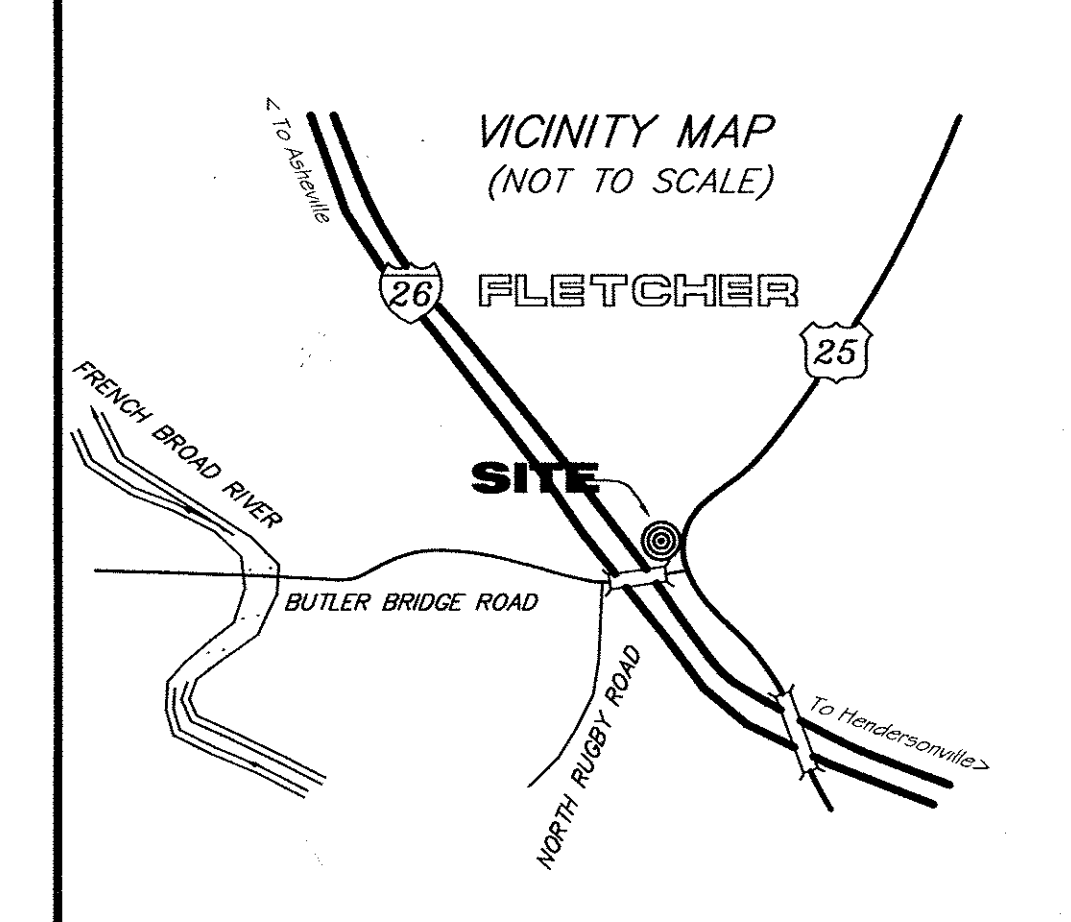 VICINITY MAP
(NOT TO SCALE)
< To Asheville
26
FLETCHER
25
FRENCH BROAD RIVER
SITE
BUTLER BRIDGE ROAD
NORTH RUGBY ROAD
To Hendersonville>